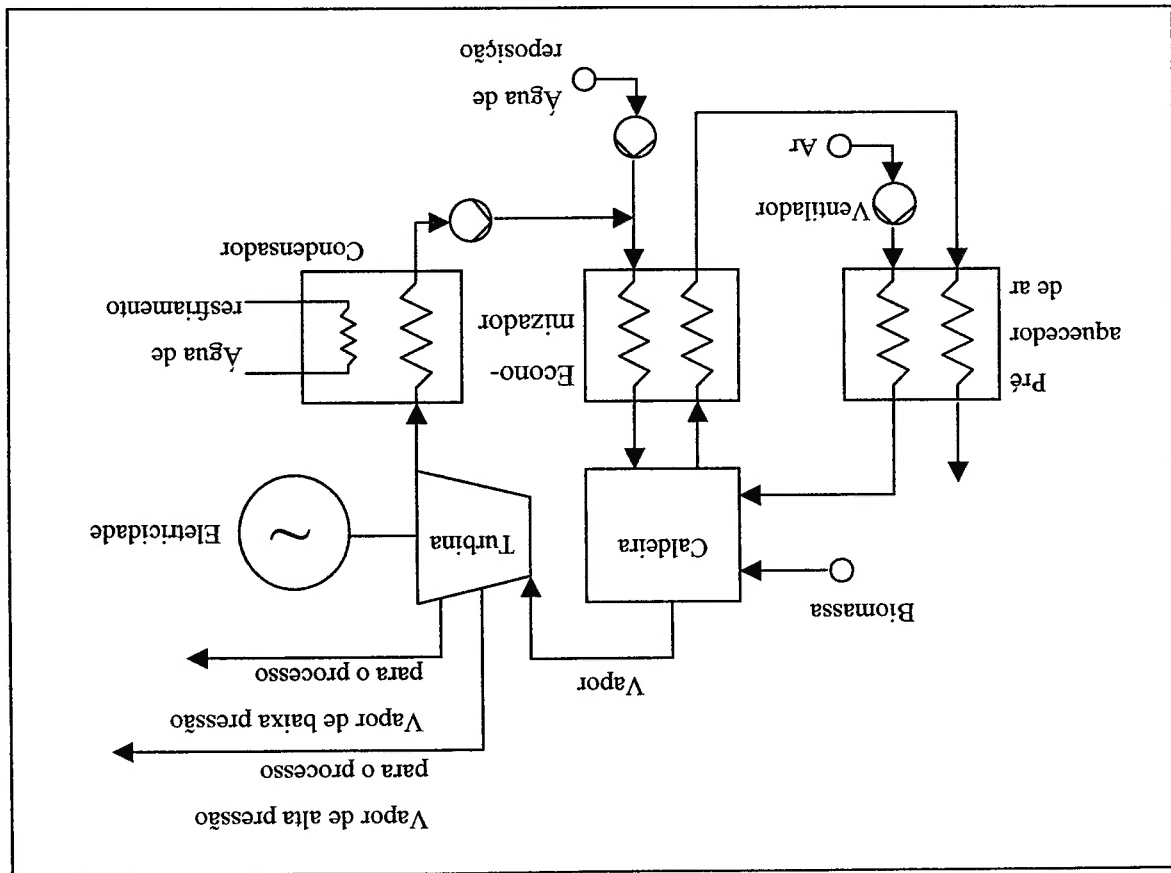 Vapor de alta pressão
para o processo
Vapor de baixa pressão
para o processo
Vapor
Biomassa
Caldeira
Turbina
~
Eletricidade
Pré
aquecedor
de ar
Econo-
mizador
Água de
resfriamento
Condensador
Ventilador
Ar
Água de
reposição